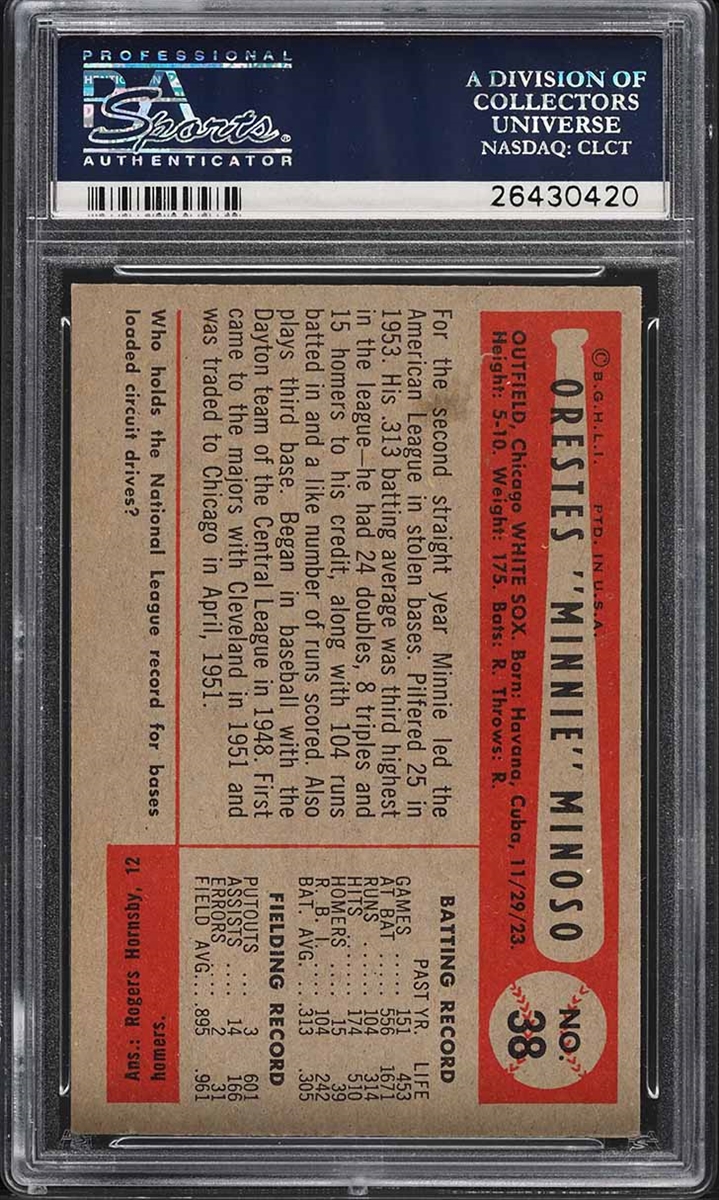 PROFESSIONAL
PSA
Sports®
AUTHENTICATOR
A DIVISION OF
COLLECTORS
UNIVERSE
NASDAQ: CLCT
26430420
© B.G.H.L.I. PTD. IN U.S.A.
ORESTES "MINNIE" MINOSO
NO.
38
OUTFIELD, Chicago WHITE SOX. Born: Havana, Cuba, 11/29/23.
Height: 5-10. Weight: 175. Bats: R. Throws: R.
For the second straight year Minnie led the
American League in stolen bases. Pilfered 25 in
1953. His .313 batting average was third highest
in the league—he had 24 doubles, 8 triples and
15 homers to his credit, along with 104 runs
batted in and a like number of runs scored. Also
plays third base. Began in baseball with the
Dayton team of the Central League in 1948. First
came to the majors with Cleveland in 1951 and
was traded to Chicago in April, 1951.
BATTING RECORD
PAST YR. LIFE
GAMES ..... 151 453
AT BAT .... 556 1671
RUNS ..... 104 314
HITS ...... 174 510
HOMERS ... 15 39
R. B. I. .... 104 242
BAT. AVG. .. .313 .305
FIELDING RECORD
PUTOUTS ... 3 601
ASSISTS .... 14 166
ERRORS .... 2 31
FIELD AVG. .. .895 .961
Who holds the National League record for bases
loaded circuit drives?
Ans.: Rogers Hornsby, 12
homers.